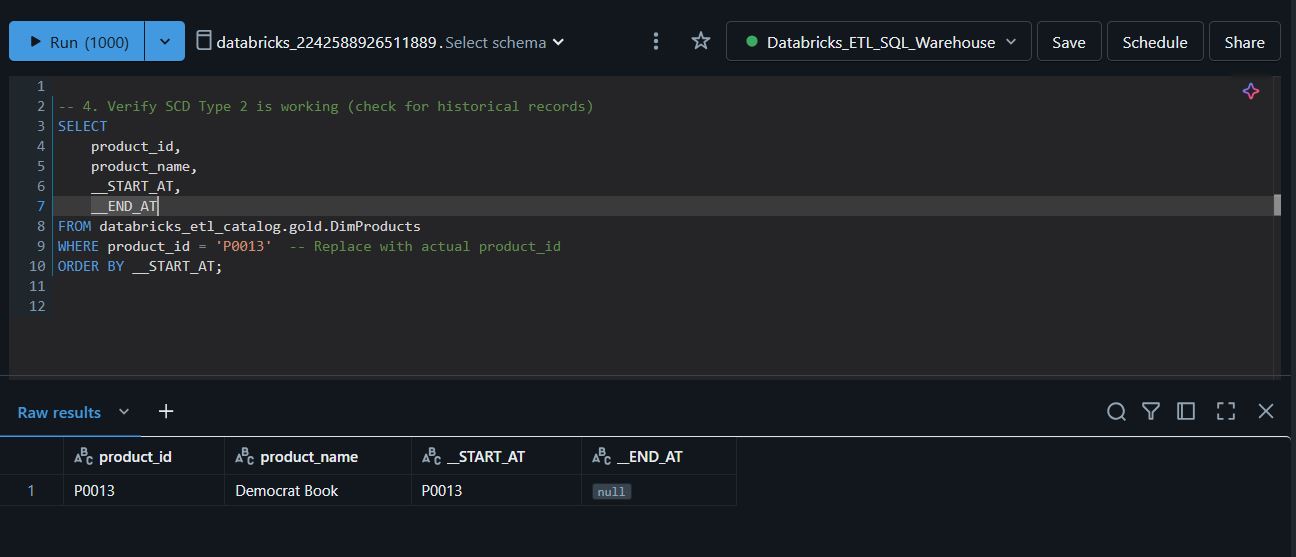 Run (1000) databricks_2242588926511889.Select schema Databricks_ETL_SQL_Warehouse Save Schedule Share
1
2 -- 4. Verify SCD Type 2 is working (check for historical records)
3 SELECT
4 product_id,
5 product_name,
6 __START_AT,
7 __END_AT
8 FROM databricks_etl_catalog.gold.DimProducts
9 WHERE product_id = 'P0013' -- Replace with actual product_id
10 ORDER BY __START_AT;
11
12
Raw results
product_id product_name __START_AT __END_AT
1 P0013 Democrat Book P0013 null